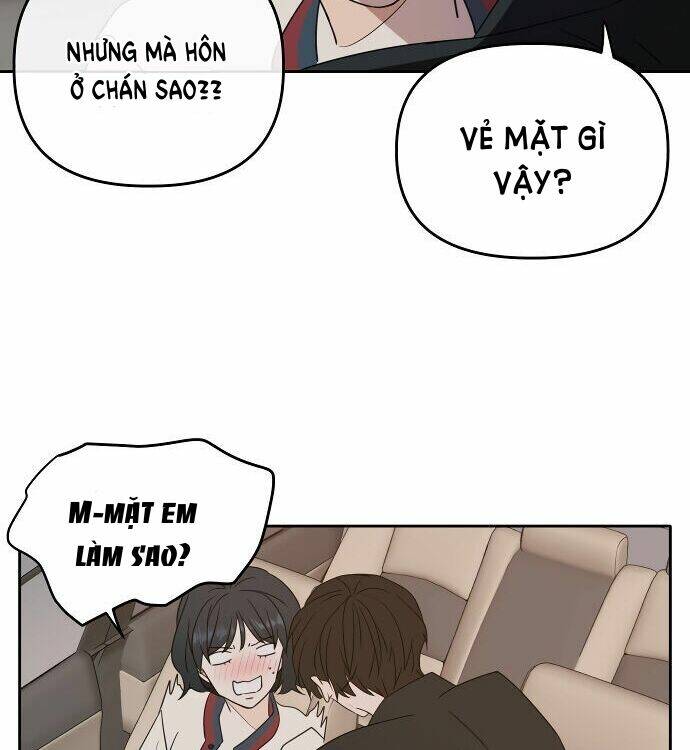 NHƯNG MÀ HÔN
Ở CHÁN SAO??
VẺ MẶT GÌ
VẬY?
M-MẶT EM
LÀM SAO?